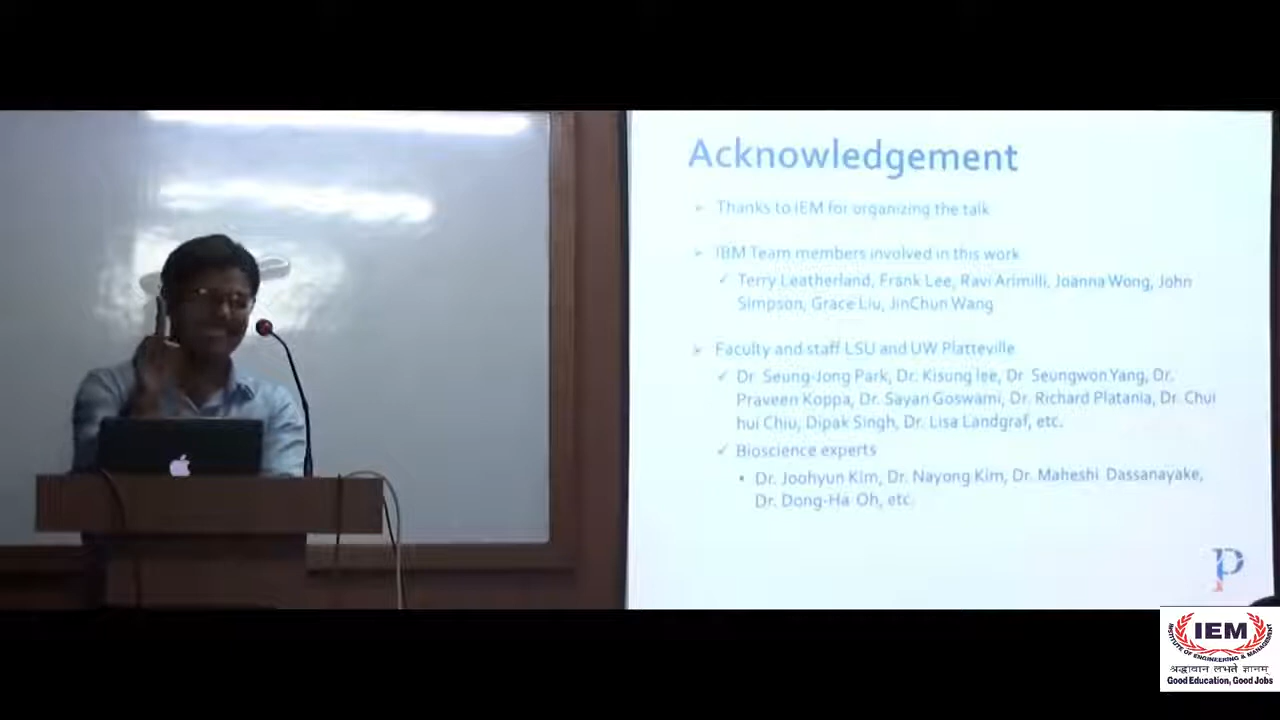 Acknowledgement
Thanks to IEM for organizing the talk
IBM Team members involved in this work
Terry Leatherland, Frank Lee, Ravi Arimilli, Joanna Wong, John
Simpson, Grace Liu, JinChun Wang
Faculty and staff LSU and UW Platteville
Dr Seung-Jong Park, Dr. Kisung lee, Dr Seungwon Yang, Dr.
Praveen Koppa, Dr. Sayan Goswami, Dr. Richard Platania, Dr. Chui
hui Chiu, Dipak Singh, Dr. Lisa Landgraf, etc.
Bioscience experts
Dr. Joohyun Kim, Dr. Nayong Kim, Dr. Maheshi Dassanayake,
Dr. Dong-Ha Oh, etc.
P
IEM
INSTITUTE OF ENGINEERING & MANAGEMENT
श्रद्धावान लभते ज्ञानम्
Good Education, Good Jobs